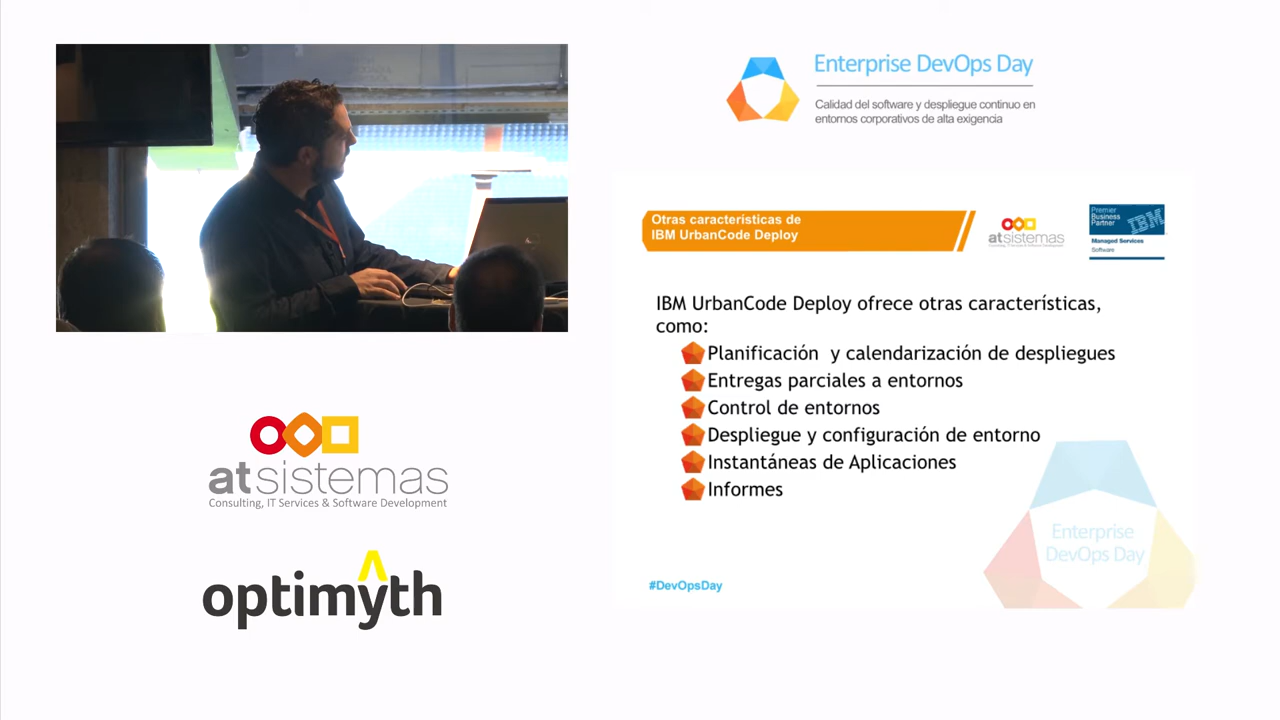 Enterprise DevOps Day
Calidad del software y despliegue continuo en
entornos corporativos de alta exigencia
Otras características de
IBM UrbanCode Deploy
atsistemas
Premier
Business
Partner
IBM
Managed Services
Software
IBM UrbanCode Deploy ofrece otras características,
como:
Planificación y calendarización de despliegues
Entregas parciales a entornos
Control de entornos
Despliegue y configuración de entorno
Instantáneas de Aplicaciones
Informes
Enterprise
DevOps Day
#DevOpsDay
atsistemas
Consulting, IT Services & Software Development
optimyth